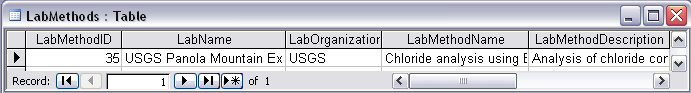 LabMethods : Table
LabMethodID LabName LabOrganization LabMethodName LabMethodDescription
35 USGS Panola Mountain Ex USGS Chloride analysis using Analysis of chloride cor
Record: 1 of 1